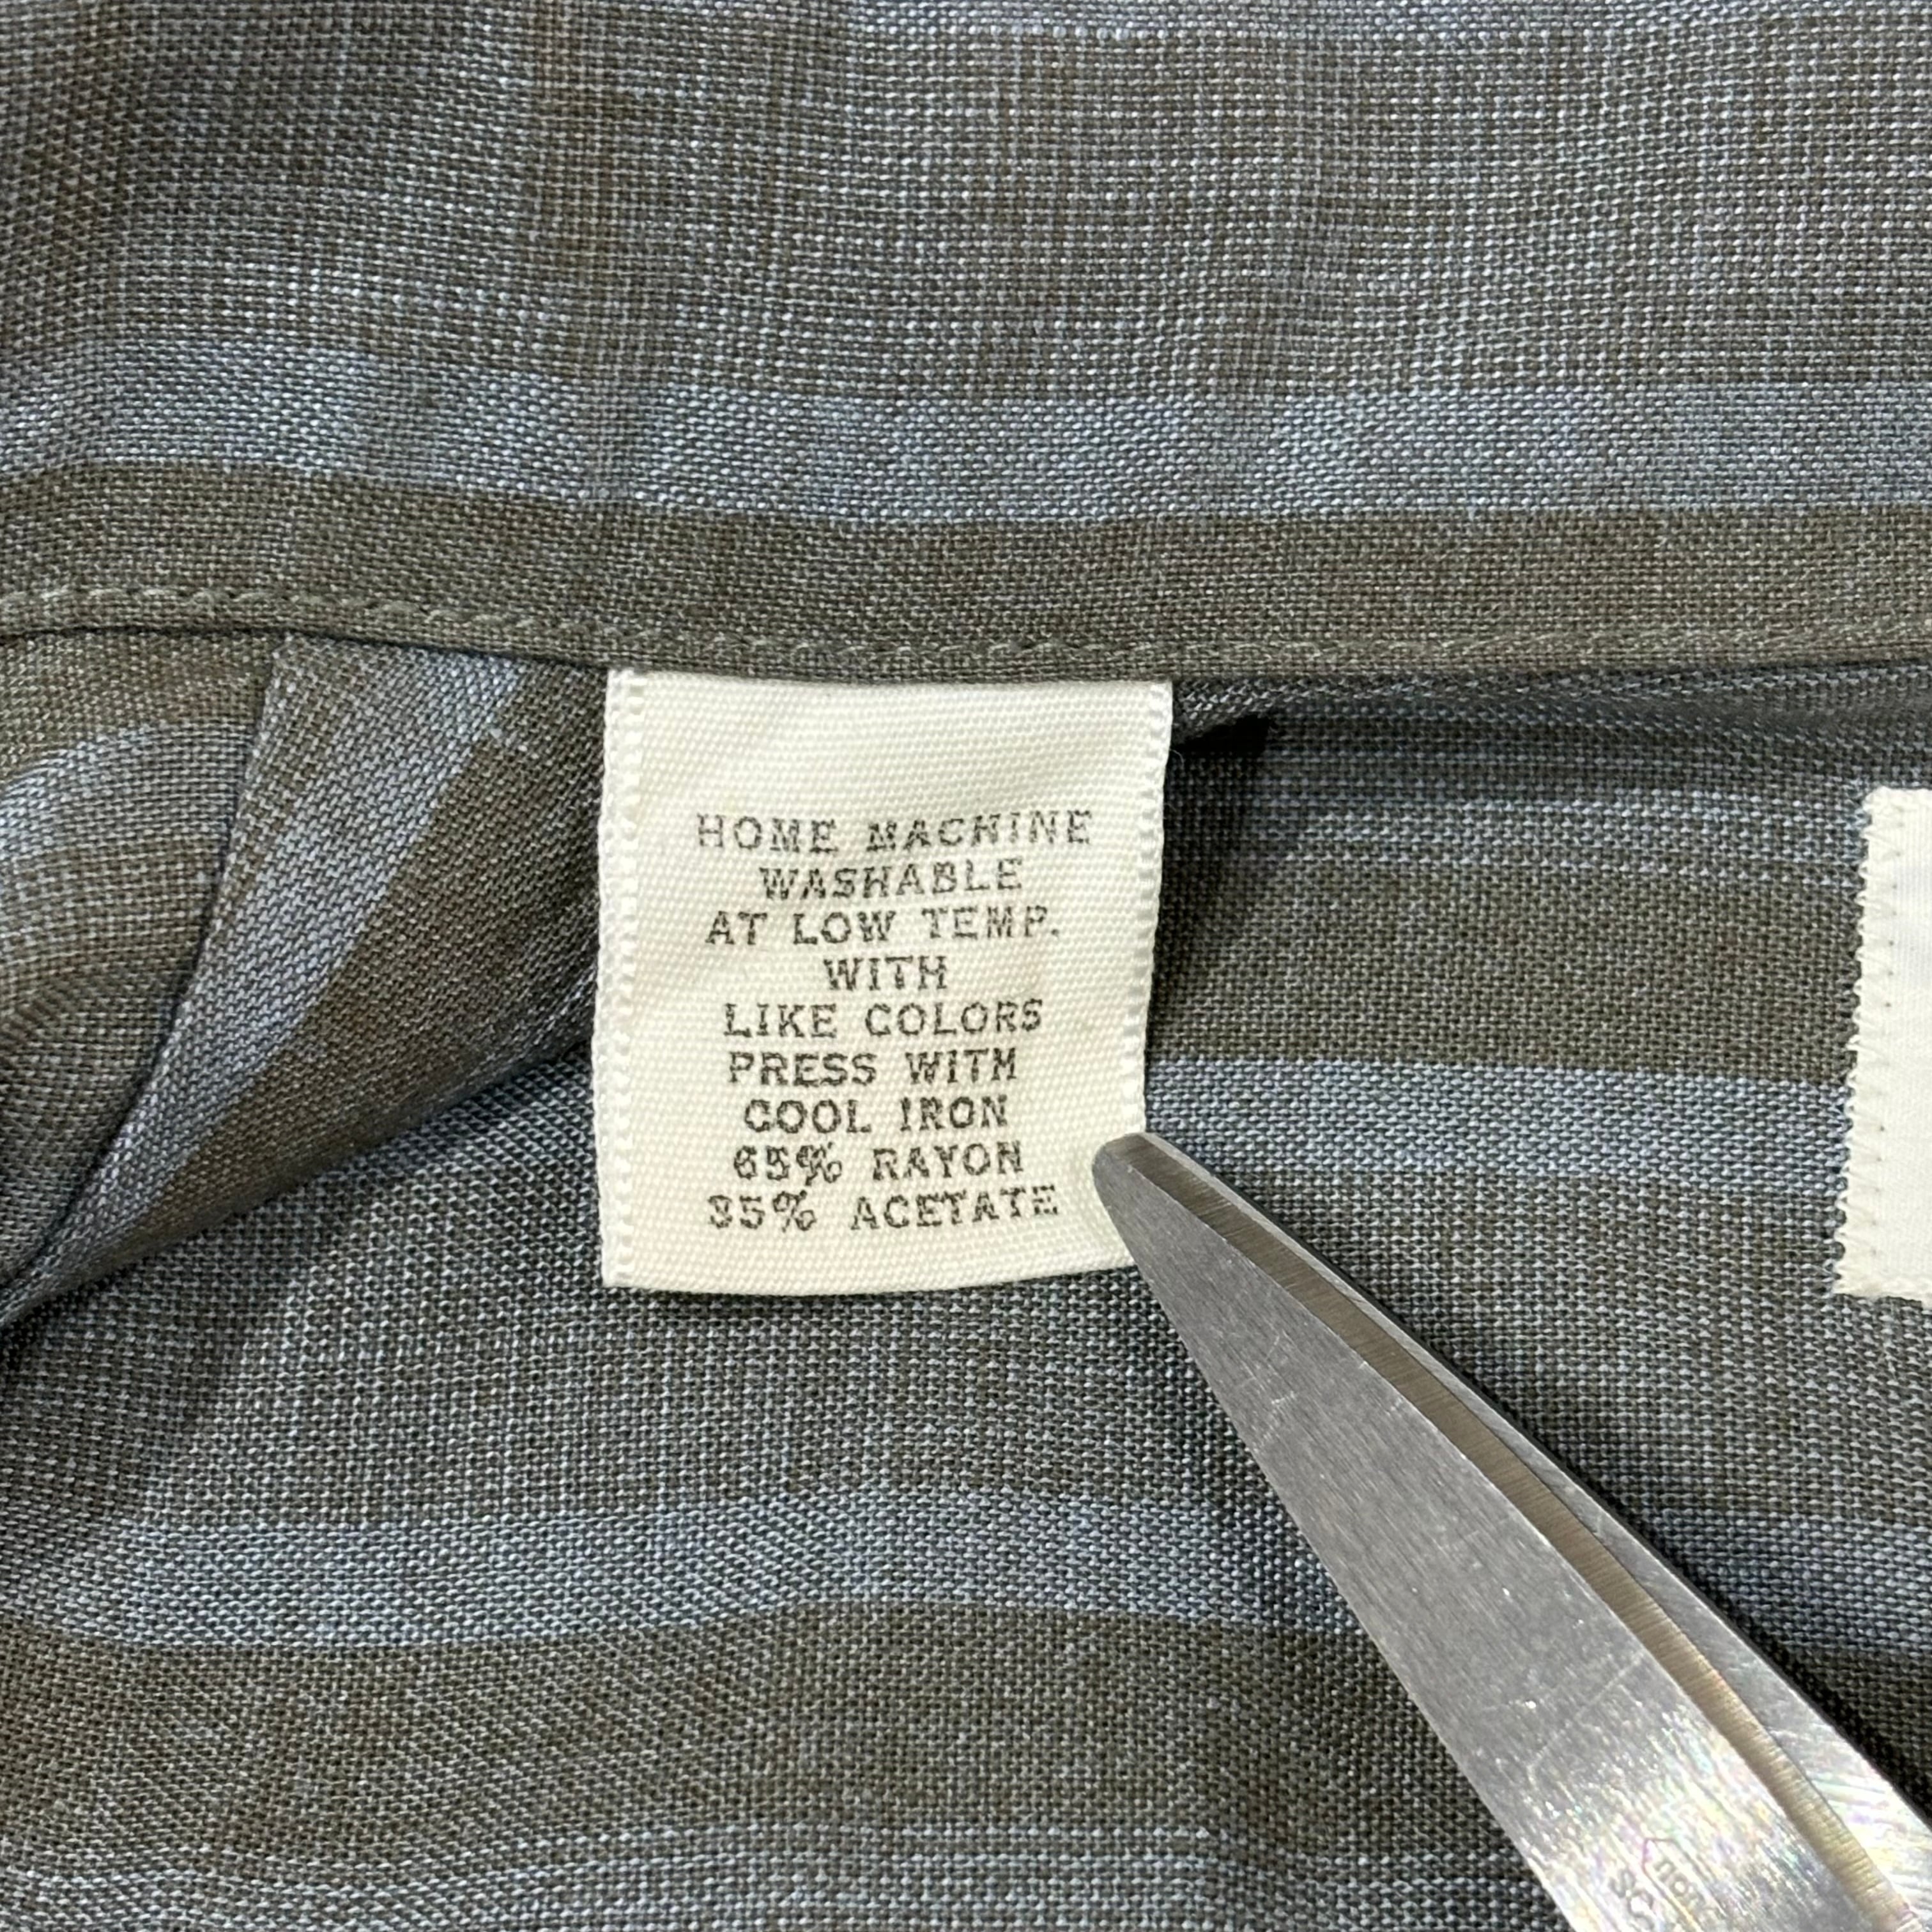 HOME MACHINE
WASHABLE
AT LOW TEMP.
WITH
LIKE COLORS
PRESS WITH
COOL IRON
65% RAYON
35% ACETATE